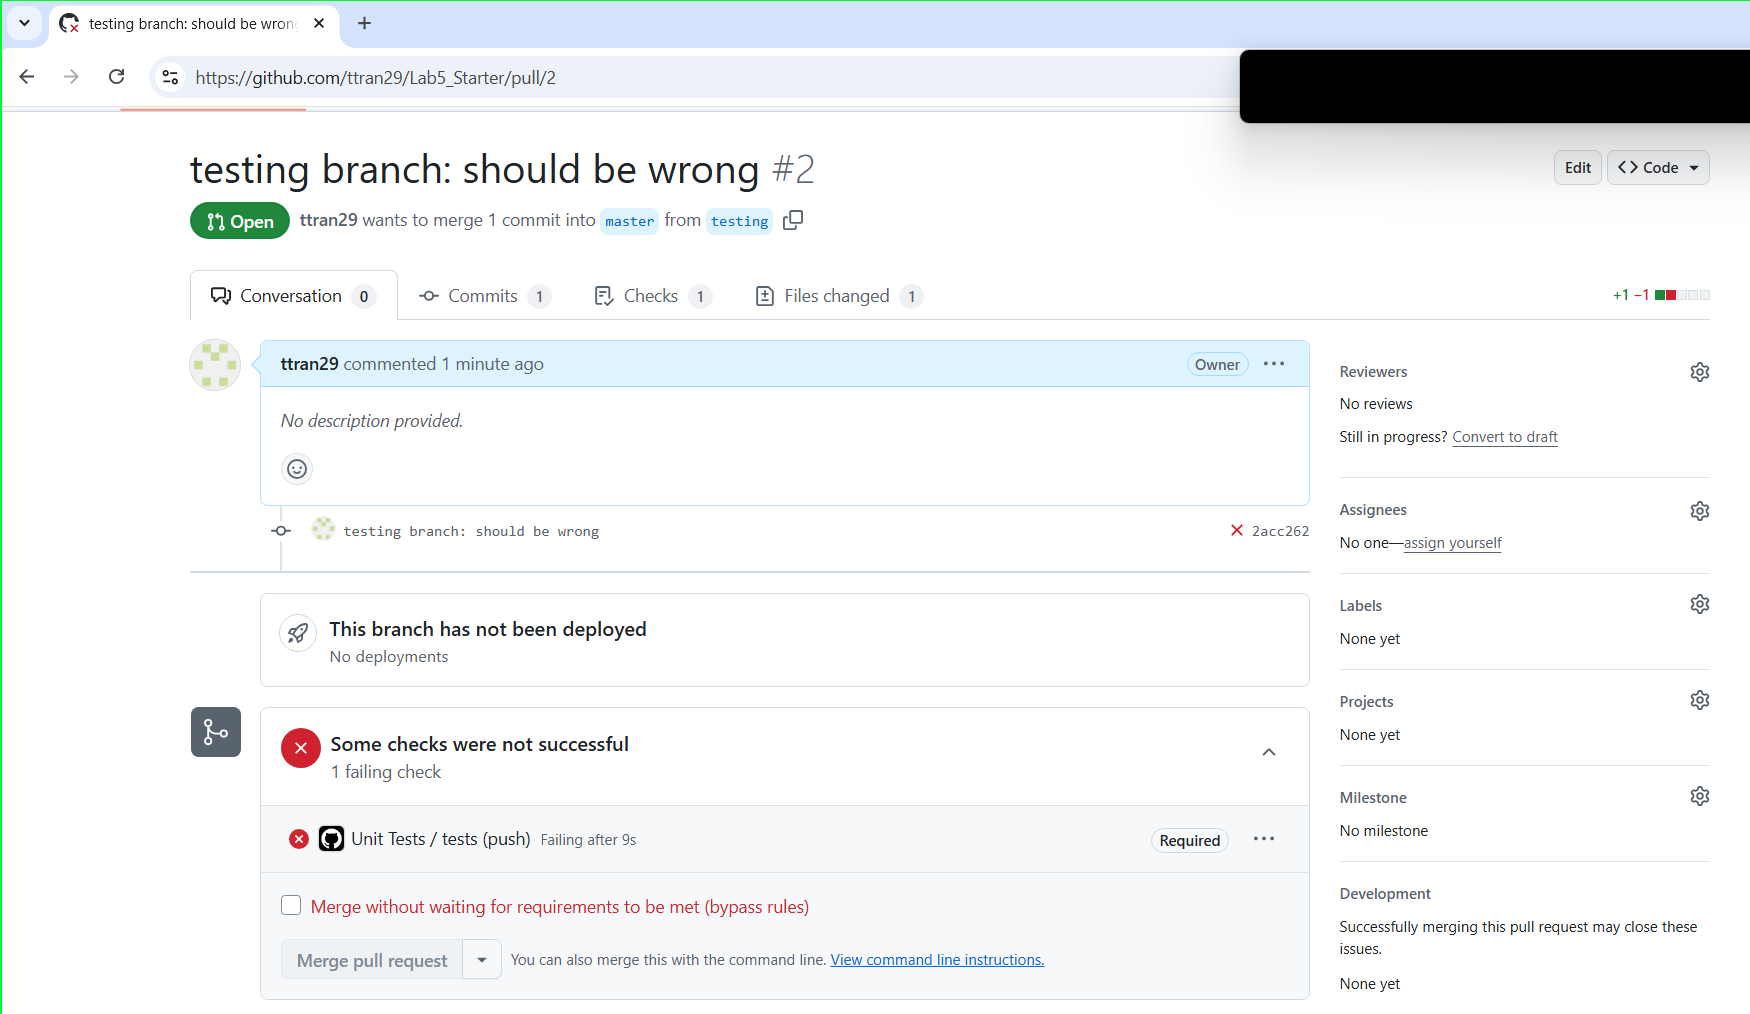 testing branch: should be wron
https://github.com/ttran29/Lab5_Starter/pull/2
testing branch: should be wrong #2
Edit
Code
Open
ttran29 wants to merge 1 commit into master from testing
Conversation 0
Commits 1
Checks 1
Files changed 1
+1 −1
ttran29 commented 1 minute ago
Owner
No description provided.
testing branch: should be wrong
2acc262
This branch has not been deployed
No deployments
Some checks were not successful
1 failing check
Unit Tests / tests (push) Failing after 9s
Required
Merge without waiting for requirements to be met (bypass rules)
Merge pull request
You can also merge this with the command line. View command line instructions.
Reviewers
No reviews
Still in progress? Convert to draft
Assignees
No one—assign yourself
Labels
None yet
Projects
None yet
Milestone
No milestone
Development
Successfully merging this pull request may close these
issues.
None yet